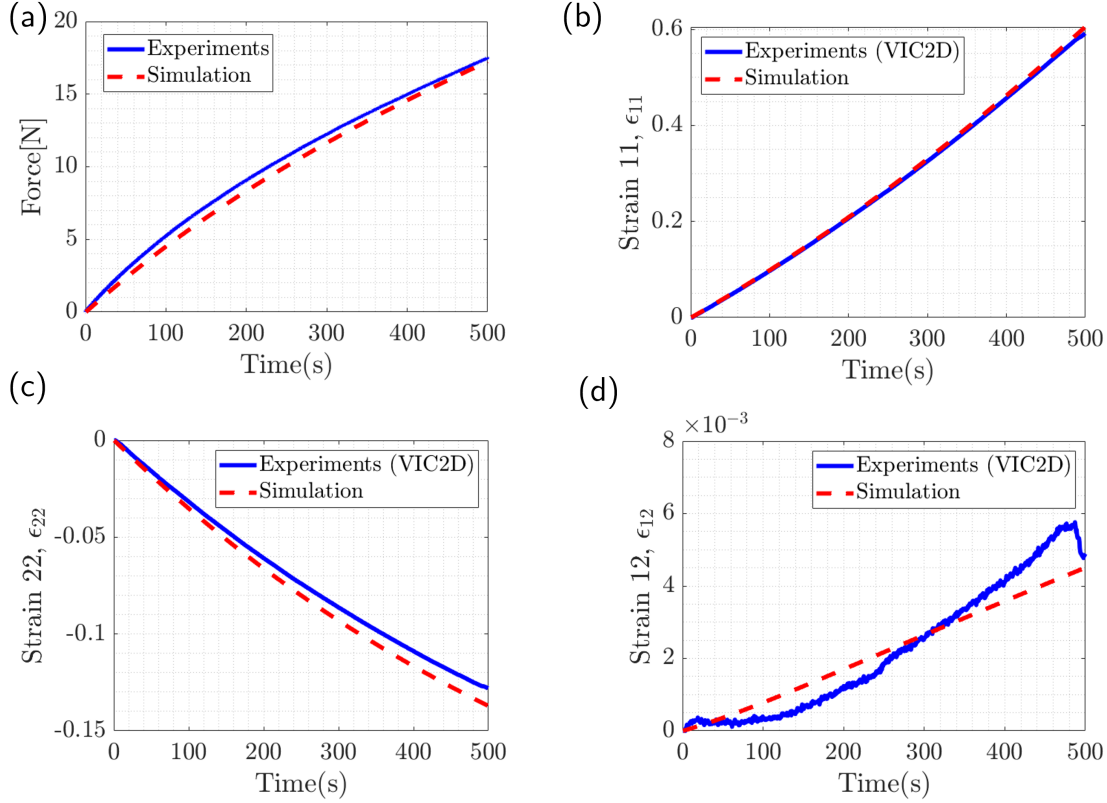 (a)
20
15
10
5
0
Force[N]
Experiments
Simulation
0 100 200 300 400 500
Time(s)
(b)
0.6
0.4
0.2
0
Strain 11, ϵ₁₁
Experiments (VIC2D)
Simulation
0 100 200 300 400 500
Time(s)
(c)
0
-0.05
-0.1
-0.15
Strain 22, ϵ₂₂
Experiments (VIC2D)
Simulation
0 100 200 300 400 500
Time(s)
(d)
×10⁻³
8
6
4
2
0
Strain 12, ϵ₁₂
Experiments (VIC2D)
Simulation
0 100 200 300 400 500
Time(s)